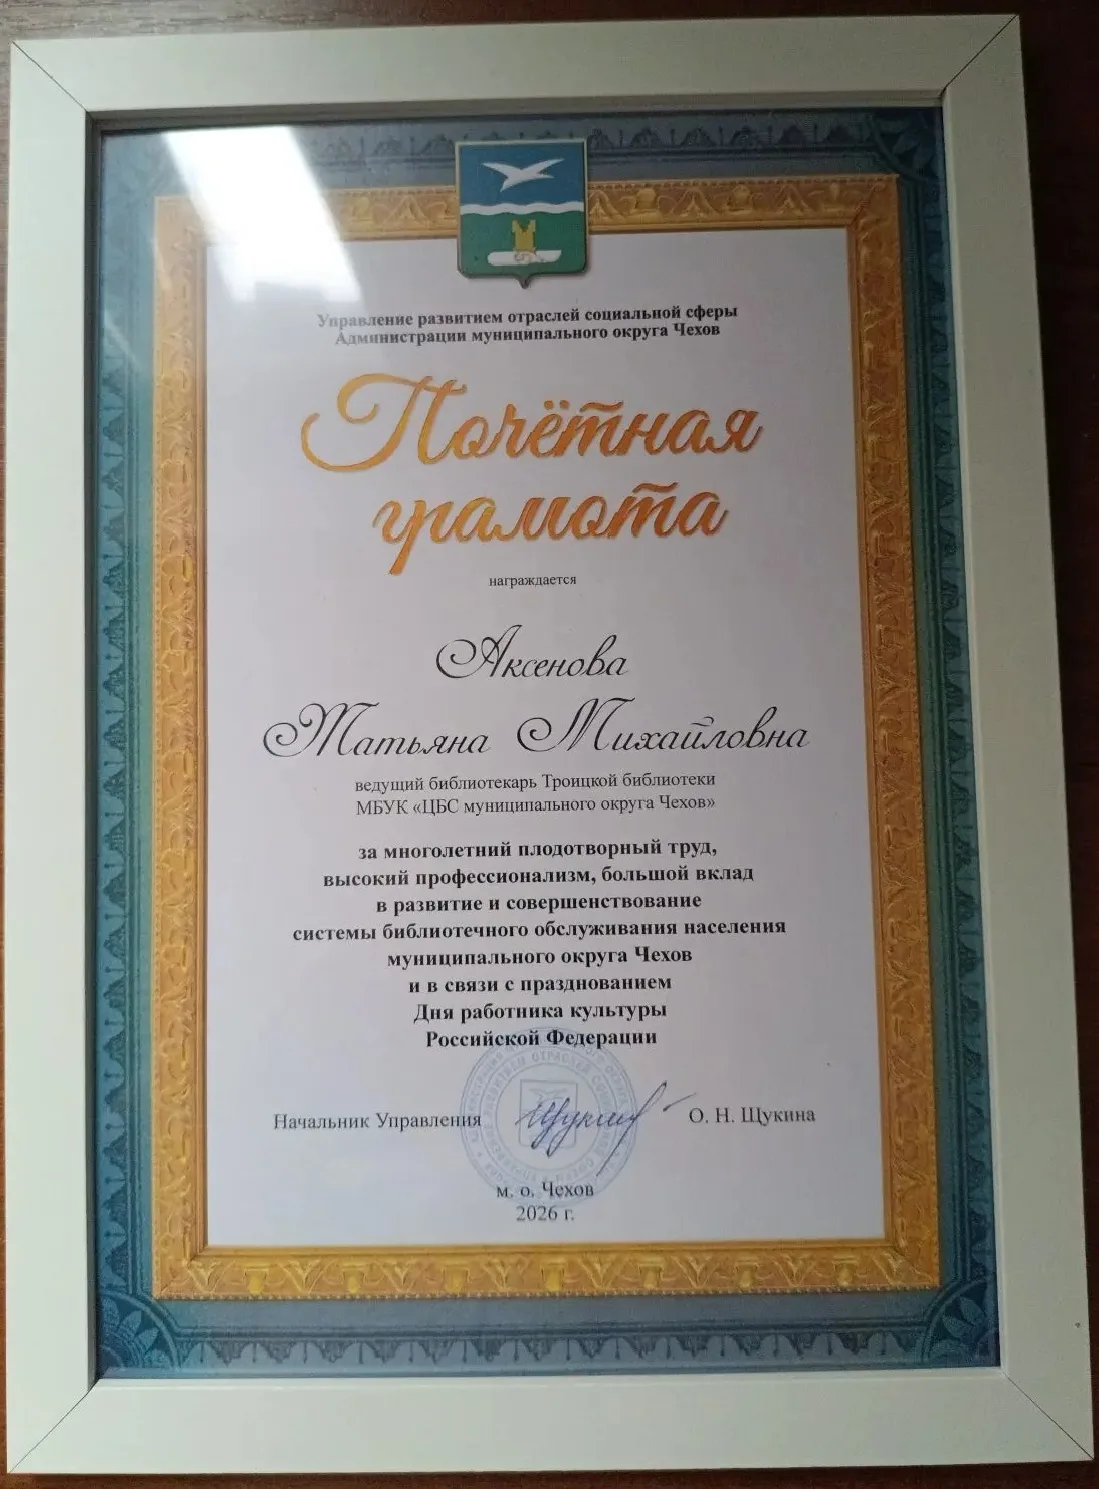 Управление развитием отраслей социальной сферы
Администрации муниципального округа Чехов
Почётная
грамота
награждается
Аксенова
Татьяна Михайловна
ведущий библиотекарь Троицкой библиотеки
МБУК «ЦБС муниципального округа Чехов»
за многолетний плодотворный труд,
высокий профессионализм, большой вклад
в развитие и совершенствование
системы библиотечного обслуживания населения
муниципального округа Чехов
и в связи с празднованием
Дня работника культуры
Российской Федерации
Начальник Управления О. Н. Щукина
м. о. Чехов
2026 г.